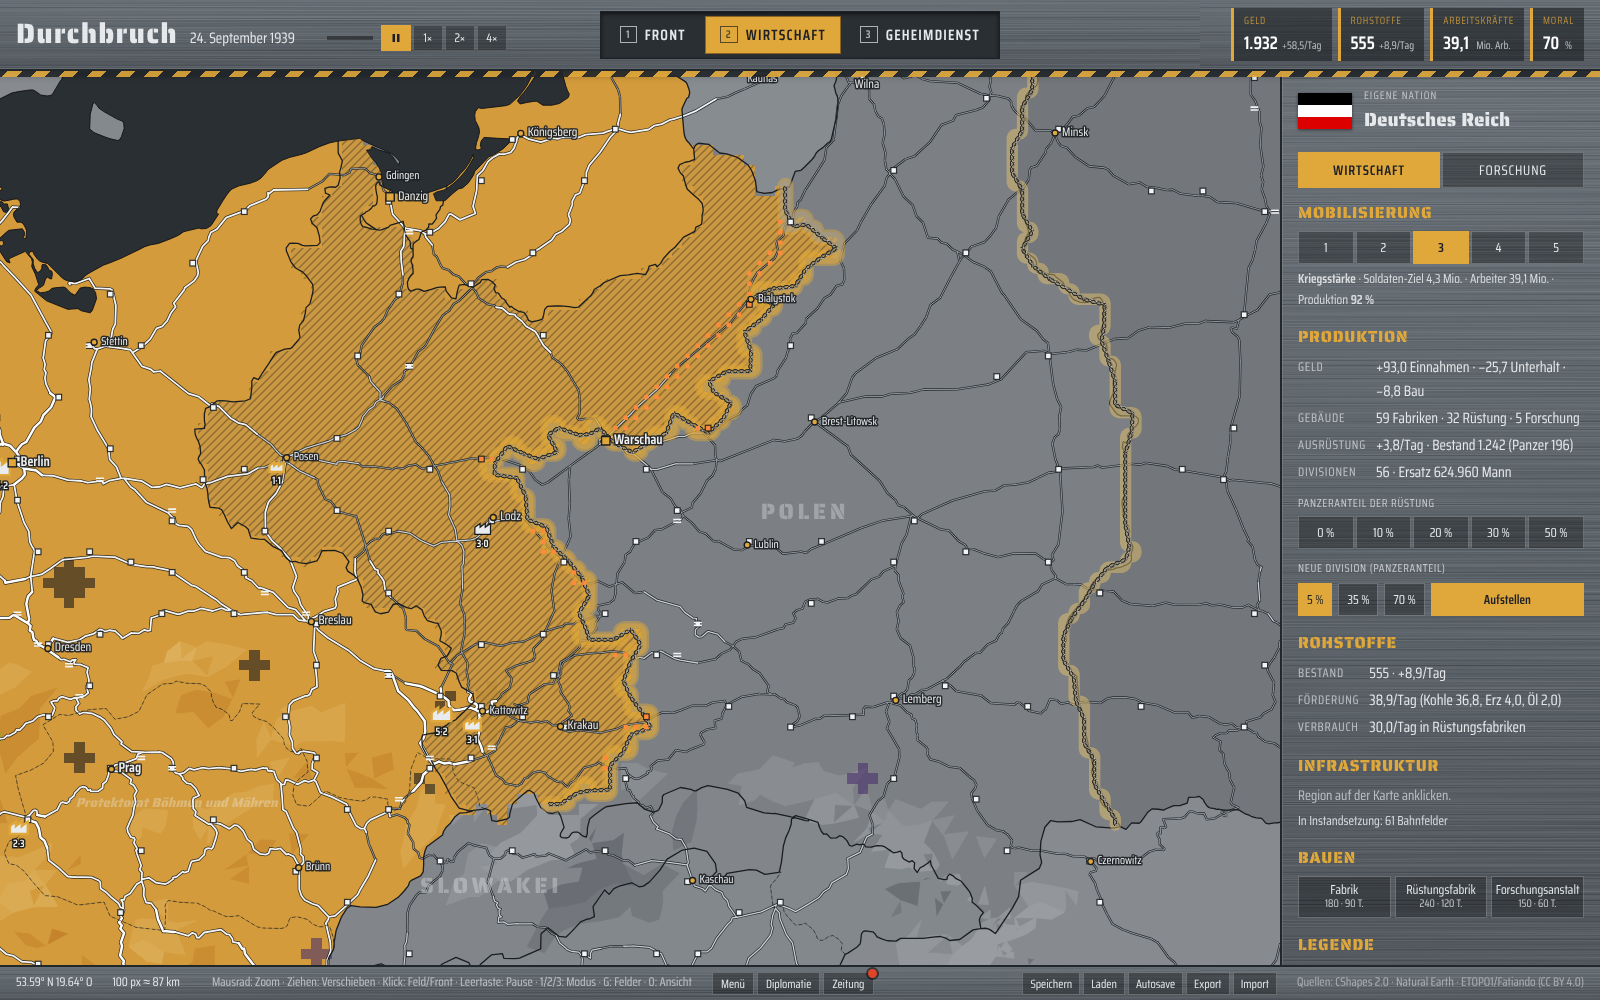 Durchbruch
24. September 1939
1×
2×
4×
1 FRONT
2 WIRTSCHAFT
3 GEHEIMDIENST
GELD
1.932 +58,5/Tag
ROHSTOFFE
555 +8,9/Tag
ARBEITSKRÄFTE
39,1 Mio. Arb.
MORAL
70 %
Kaunas
Wilna
Königsberg
Minsk
Gdingen
Danzig
Bialystok
Stettin
Brest-Litowsk
Warschau
Posen
1·1
Berlin
POLEN
Lodz
3·0
Lublin
Breslau
Dresden
Lemberg
Kattowitz
5·2
3·1
Krakau
Prag
Protektorat Böhmen und Mähren
2·3
Brünn
SLOWAKEI
Kaschau
Czernowitz
EIGENE NATION
Deutsches Reich
WIRTSCHAFT
FORSCHUNG
MOBILISIERUNG
1
2
3
4
5
Kriegsstärke · Soldaten-Ziel 4,3 Mio. · Arbeiter 39,1 Mio. ·
Produktion 92 %
PRODUKTION
GELD +93,0 Einnahmen · −25,7 Unterhalt ·
−8,8 Bau
GEBÄUDE 59 Fabriken · 32 Rüstung · 5 Forschung
AUSRÜSTUNG +3,8/Tag · Bestand 1.242 (Panzer 196)
DIVISIONEN 56 · Ersatz 624.960 Mann
PANZERANTEIL DER RÜSTUNG
0 %
10 %
20 %
30 %
50 %
NEUE DIVISION (PANZERANTEIL)
5 %
35 %
70 %
Aufstellen
ROHSTOFFE
BESTAND 555 · +8,9/Tag
FÖRDERUNG 38,9/Tag (Kohle 36,8, Erz 4,0, Öl 2,0)
VERBRAUCH 30,0/Tag in Rüstungsfabriken
INFRASTRUKTUR
Region auf der Karte anklicken.
In Instandsetzung: 61 Bahnfelder
BAUEN
Fabrik
180 · 90 T.
Rüstungsfabrik
240 · 120 T.
Forschungsanstalt
150 · 60 T.
LEGENDE
53.59° N 19.64° O
100 px ≈ 87 km
Mausrad: Zoom · Ziehen: Verschieben · Klick: Feld/Front · Leertaste: Pause · 1/2/3: Modus · G: Felder · O: Ansicht
Menü
Diplomatie
Zeitung
Speichern
Laden
Autosave
Export
Import
Quellen: CShapes 2.0 · Natural Earth · ETOPO1/Fatiando (CC BY 4.0)